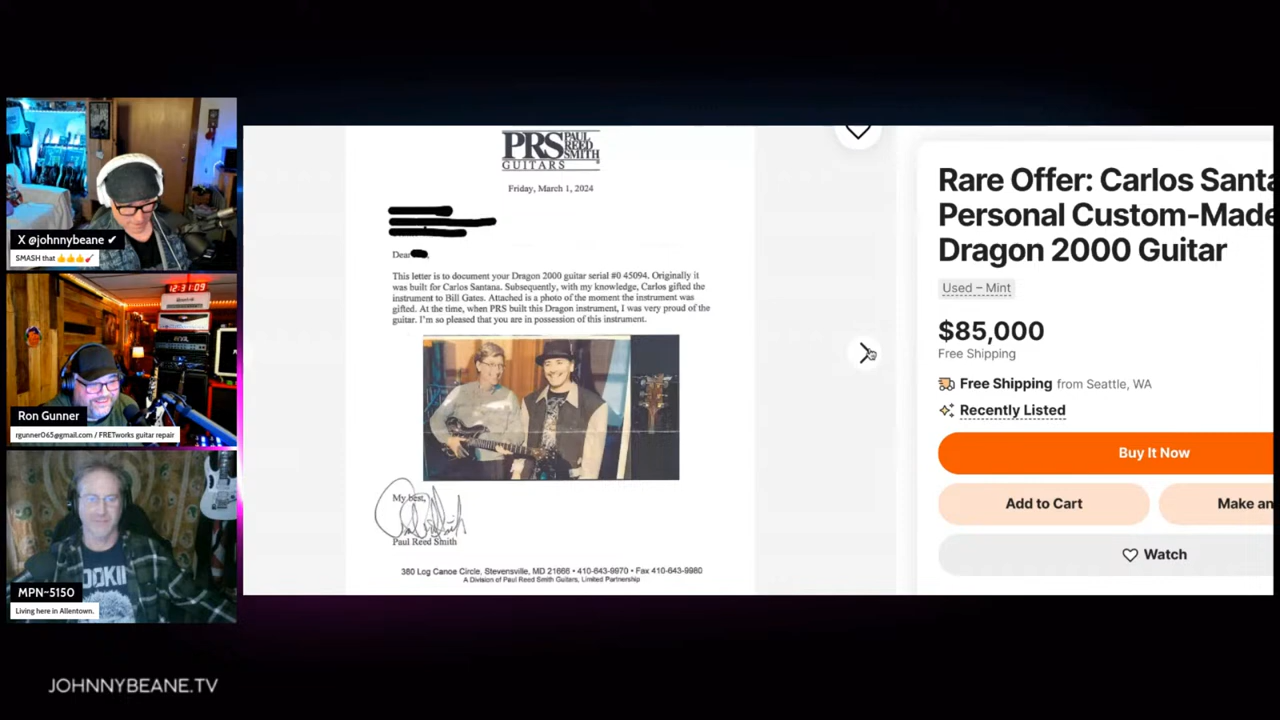 X @johnnybeane ✔
SMASH that 👍👍👍🎸
12:31:09
Ron Gunner
rgunner065@gmail.com / FRETworks guitar repair
MPN-5150
Living here in Allentown.
PRS PAUL REED SMITH
GUITARS
Friday, March 1, 2024
Dear
This letter is to document your Dragon 2000 guitar serial #0 45094. Originally it
was built for Carlos Santana. Subsequently, with my knowledge, Carlos gifted the
instrument to Bill Gates. Attached is a photo of the moment the instrument was
gifted. At the time, when PRS built this Dragon instrument, I was very proud of the
guitar. I'm so pleased that you are in possession of this instrument.
My best,
Paul Reed Smith
380 Log Canoe Circle, Stevensville, MD 21666 • 410-643-9970 • Fax 410-643-9980
A Division of Paul Reed Smith Guitars, Limited Partnership
Rare Offer: Carlos Santa
Personal Custom-Made
Dragon 2000 Guitar
Used – Mint
$85,000
Free Shipping
Free Shipping from Seattle, WA
Recently Listed
Buy It Now
Add to Cart
Make an
Watch
JOHNNYBEANE.TV